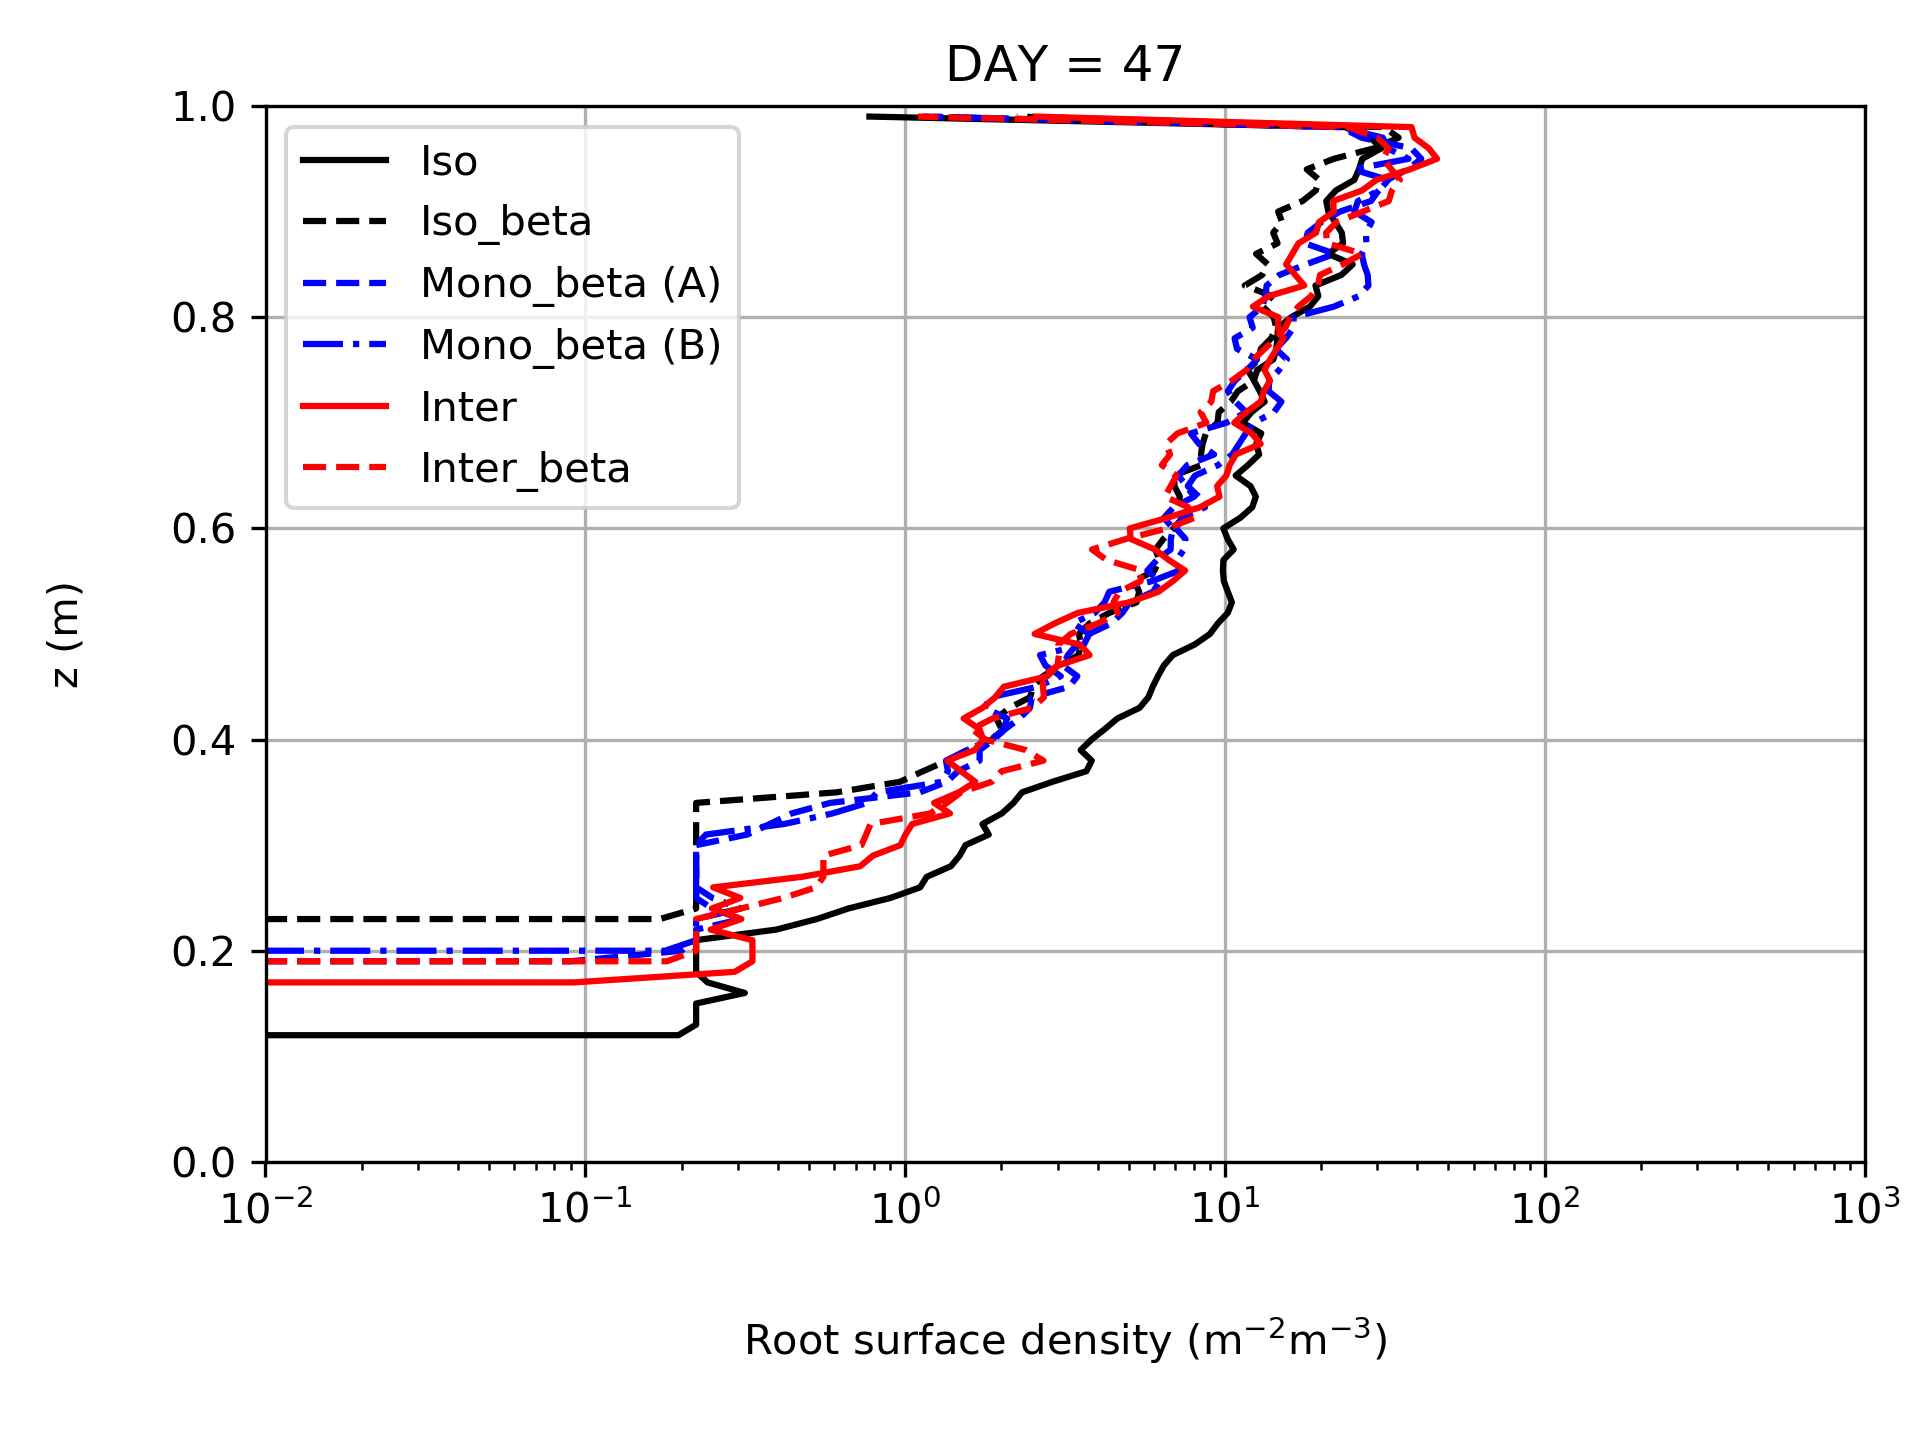 DAY = 47
1.0
0.8
0.6
0.4
0.2
0.0
z (m)
Iso
Iso_beta
Mono_beta (A)
Mono_beta (B)
Inter
Inter_beta
10⁻² 10⁻¹ 10⁰ 10¹ 10² 10³
Root surface density (m⁻²m⁻³)